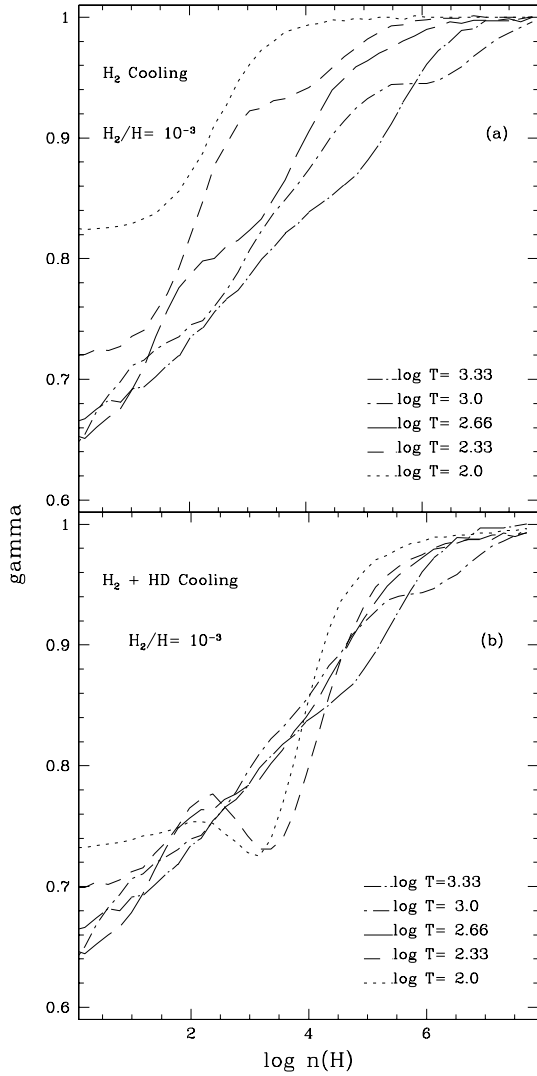 1
H₂ Cooling
H₂/H= 10⁻³
(a)
0.9
0.8
0.7
0.6
log T= 3.33
log T= 3.0
log T= 2.66
log T= 2.33
log T= 2.0
gamma
1
H₂ + HD Cooling
H₂/H= 10⁻³
(b)
0.9
0.8
0.7
0.6
log T=3.33
log T= 3.0
log T= 2.66
log T= 2.33
log T= 2.0
2 4 6
log n(H)